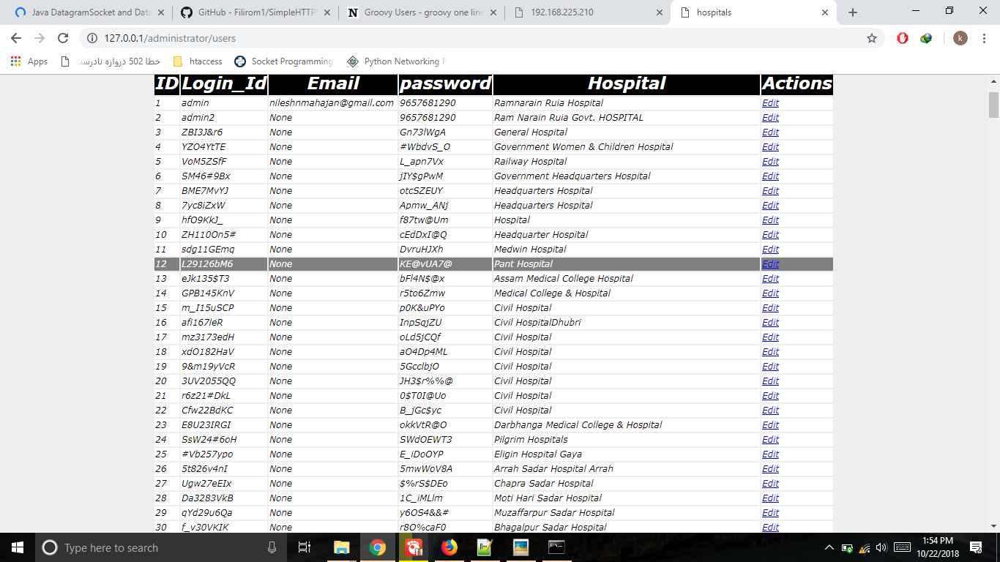 Java DatagramSocket and Data
GitHub - Filirom1/SimpleHTTPS
Groovy Users - groovy one line
192.168.225.210
hospitals
127.0.0.1/administrator/users
k
Apps
خطا 502 دروازه نادرست
htaccess
Socket Programming
Python Networking P
ID Login_Id Email password Hospital Actions
1 admin nileshnmahajan@gmail.com 9657681290 Ramnarain Ruia Hospital Edit
2 admin2 None 9657681290 Ram Narain Ruia Govt. HOSPITAL Edit
3 ZBI3J&r6 None Gn73lWgA General Hospital Edit
4 YZO4YtTE None #WbdvS_O Government Women & Children Hospital Edit
5 VoM5ZSfF None L_apn7Vx Railway Hospital Edit
6 SM46#9Bx None jIY$gPwM Government Headquarters Hospital Edit
7 BME7MvYJ None otcSZEUY Headquarters Hospital Edit
8 7yc8iZxW None Apmw_ANj Headquarters Hospital Edit
9 hfO9KkJ_ None f87tw@Um Hospital Edit
10 ZH110On5# None cEdDxI@Q Headquarter Hospital Edit
11 sdg11GEmq None DvruHJXh Medwin Hospital Edit
12 L29126bM6 None KE@vUA7@ Pant Hospital Edit
13 eJk135$T3 None bFl4N$@x Assam Medical College Hospital Edit
14 GPB145KnV None r5to6Zmw Medical College & Hospital Edit
15 m_I15uSCP None p0K&uPYo Civil Hospital Edit
16 afi167leR None InpSqjZU Civil HospitalDhubri Edit
17 mz3173edH None oLd5jCQf Civil Hospital Edit
18 xdO182HaV None aO4Dp4ML Civil Hospital Edit
19 9&m19yVcR None 5GcclbjO Civil Hospital Edit
20 3UV2055QQ None JH3$r%%@ Civil Hospital Edit
21 r6z21#DkL None 0$T0I@Uo Civil Hospital Edit
22 Cfw22BdKC None B_jGc$yc Civil Hospital Edit
23 E8U23IRGI None okkVtR@O Darbhanga Medical College & Hospital Edit
24 SsW24#6oH None SWdOEWT3 Pilgrim Hospitals Edit
25 #Vb257ypo None E_iDoOYP Eligin Hospital Gaya Edit
26 5t826v4nI None 5mwWoV8A Arrah Sadar Hospital Arrah Edit
27 Ugw27eEIx None $%rS$DEo Chapra Sadar Hospital Edit
28 Da3283VkB None 1C_iMLlm Moti Hari Sadar Hospital Edit
29 qYd29u6Qa None y6OS4&&# Muzaffarpur Sadar Hospital Edit
30 f_v30VKIK None r8O%caF0 Bhagalpur Sadar Hospital Edit
Type here to search
1:54 PM
10/22/2018